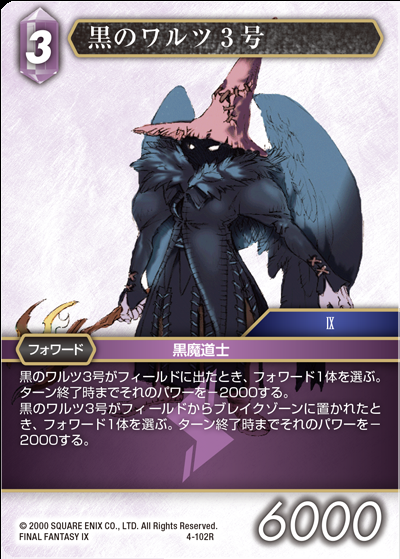 3
黒のワルツ3号
IX
フォワード
黒魔道士
黒のワルツ3号がフィールドに出たとき、フォワード1体を選ぶ。
ターン終了時までそれのパワーを－2000する。
黒のワルツ3号がフィールドからブレイクゾーンに置かれたと
き、フォワード1体を選ぶ。ターン終了時までそれのパワーを－
2000する。
© 2000 SQUARE ENIX CO., LTD. All Rights Reserved.
FINAL FANTASY IX
4-102R
6000